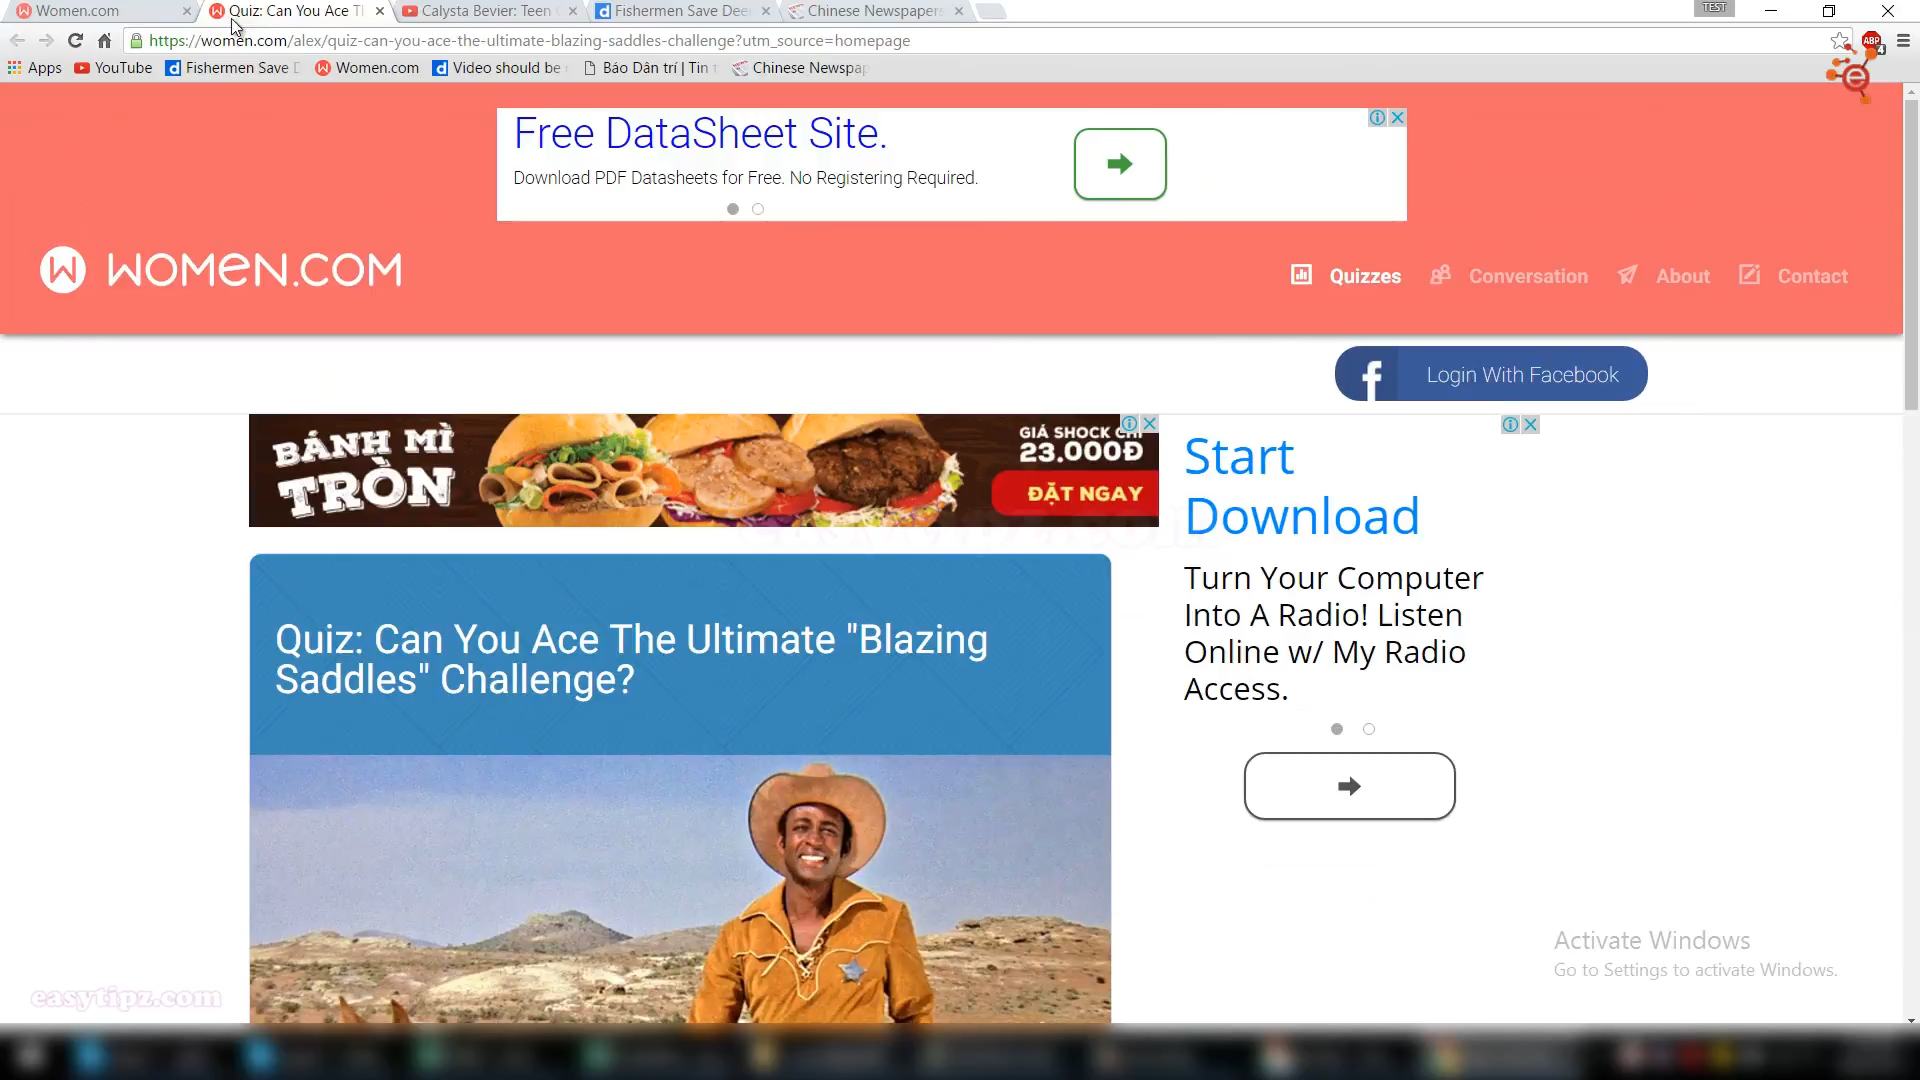 Women.com
Quiz: Can You Ace T
Calysta Bevier: Teen
Fishermen Save Dee
Chinese Newspapers
TEST
https://women.com/alex/quiz-can-you-ace-the-ultimate-blazing-saddles-challenge?utm_source=homepage
ABP
4
Apps
YouTube
Fishermen Save D
Women.com
Video should be
Báo Dân trí | Tin t
Chinese Newspap
Free DataSheet Site.
Download PDF Datasheets for Free. No Registering Required.
WOMEN.COM
Quizzes
Conversation
About
Contact
Login With Facebook
BÁNH MÌ
TRÒN
GIÁ SHOCK CHỈ
23.000Đ
ĐẶT NGAY
Start
Download
Turn Your Computer
Into A Radio! Listen
Online w/ My Radio
Access.
Quiz: Can You Ace The Ultimate "Blazing
Saddles" Challenge?
Activate Windows
Go to Settings to activate Windows.
easytipz.com